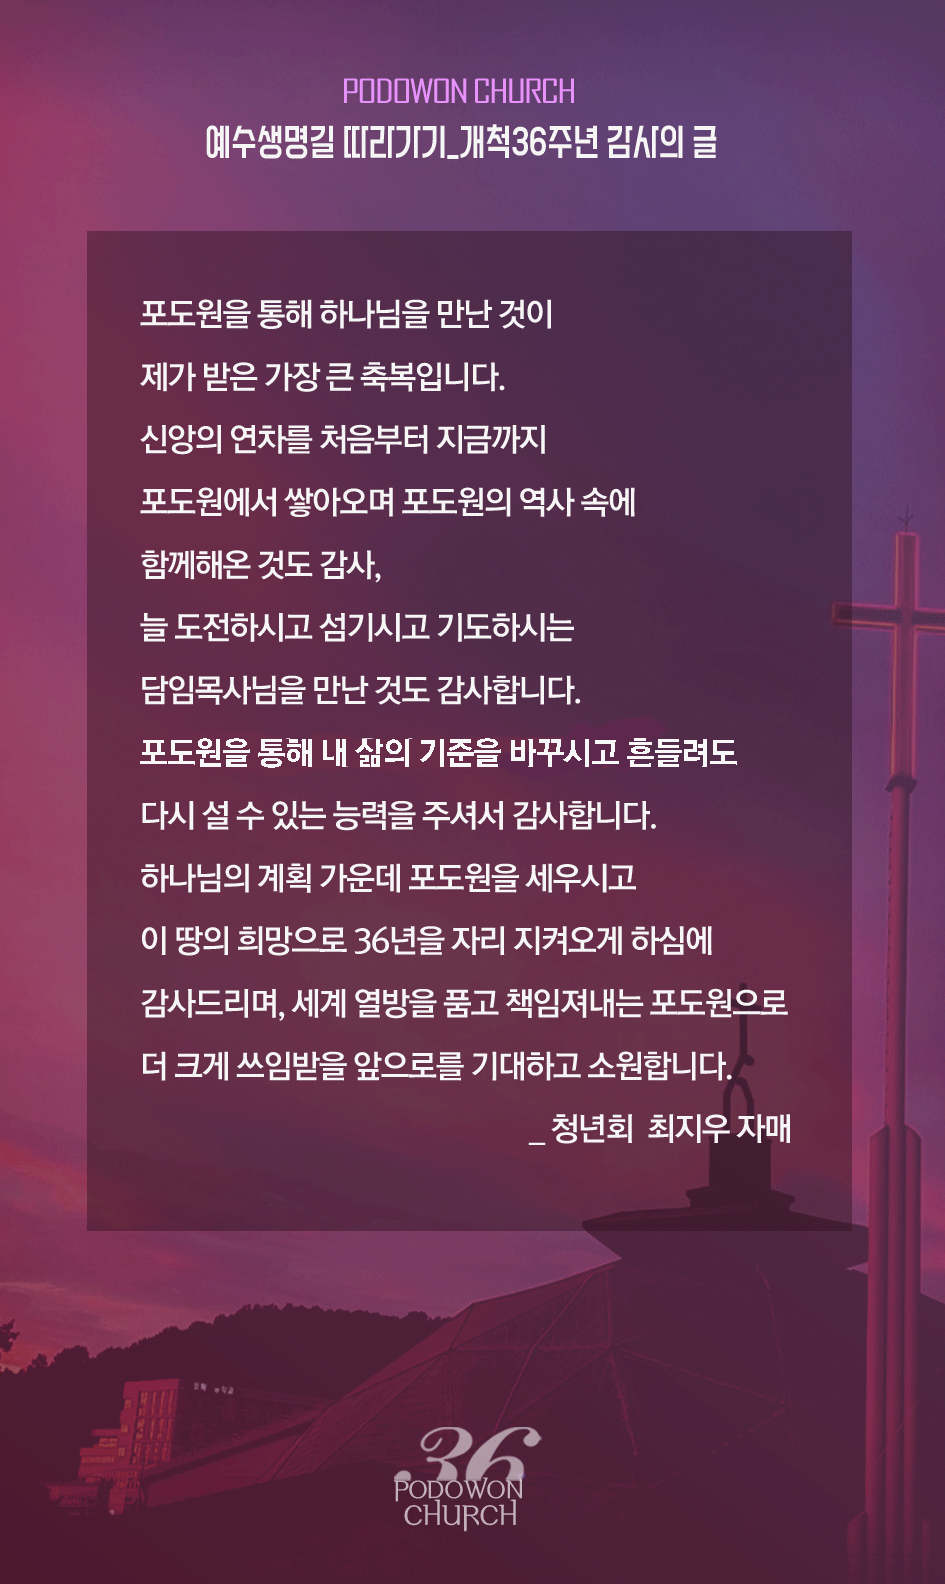 PODOWON CHURCH
예수생명길 따라가기_개척36주년 감사의 글
포도원을 통해 하나님을 만난 것이
제가 받은 가장 큰 축복입니다.
신앙의 연차를 처음부터 지금까지
포도원에서 쌓아오며 포도원의 역사 속에
함께해온 것도 감사,
늘 도전하시고 섬기시고 기도하시는
담임목사님을 만난 것도 감사합니다.
포도원을 통해 내 삶의 기준을 바꾸시고 흔들려도
다시 설 수 있는 능력을 주셔서 감사합니다.
하나님의 계획 가운데 포도원을 세우시고
이 땅의 희망으로 36년을 자리 지켜오게 하심에
감사드리며, 세계 열방을 품고 책임져내는 포도원으로
더 크게 쓰임받을 앞으로를 기대하고 소원합니다.
_ 청년회 최지우 자매
36
PODOWON
CHURCH